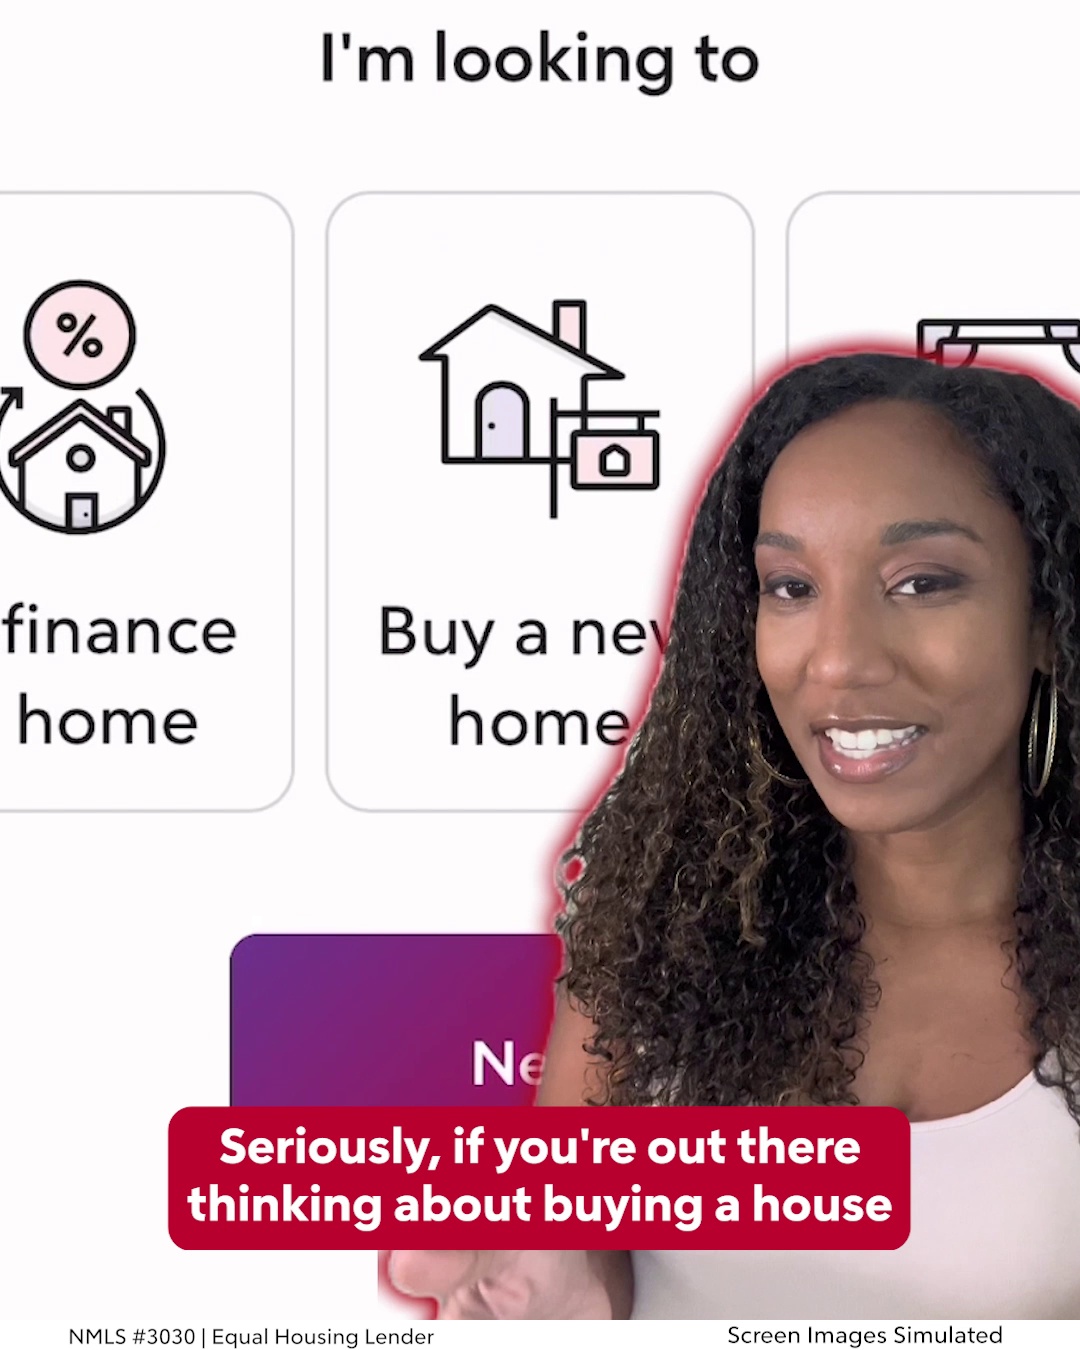 I'm looking to
%
finance
home
Buy a new
home
Ne
Seriously, if you're out there
thinking about buying a house
NMLS #3030 | Equal Housing Lender
Screen Images Simulated